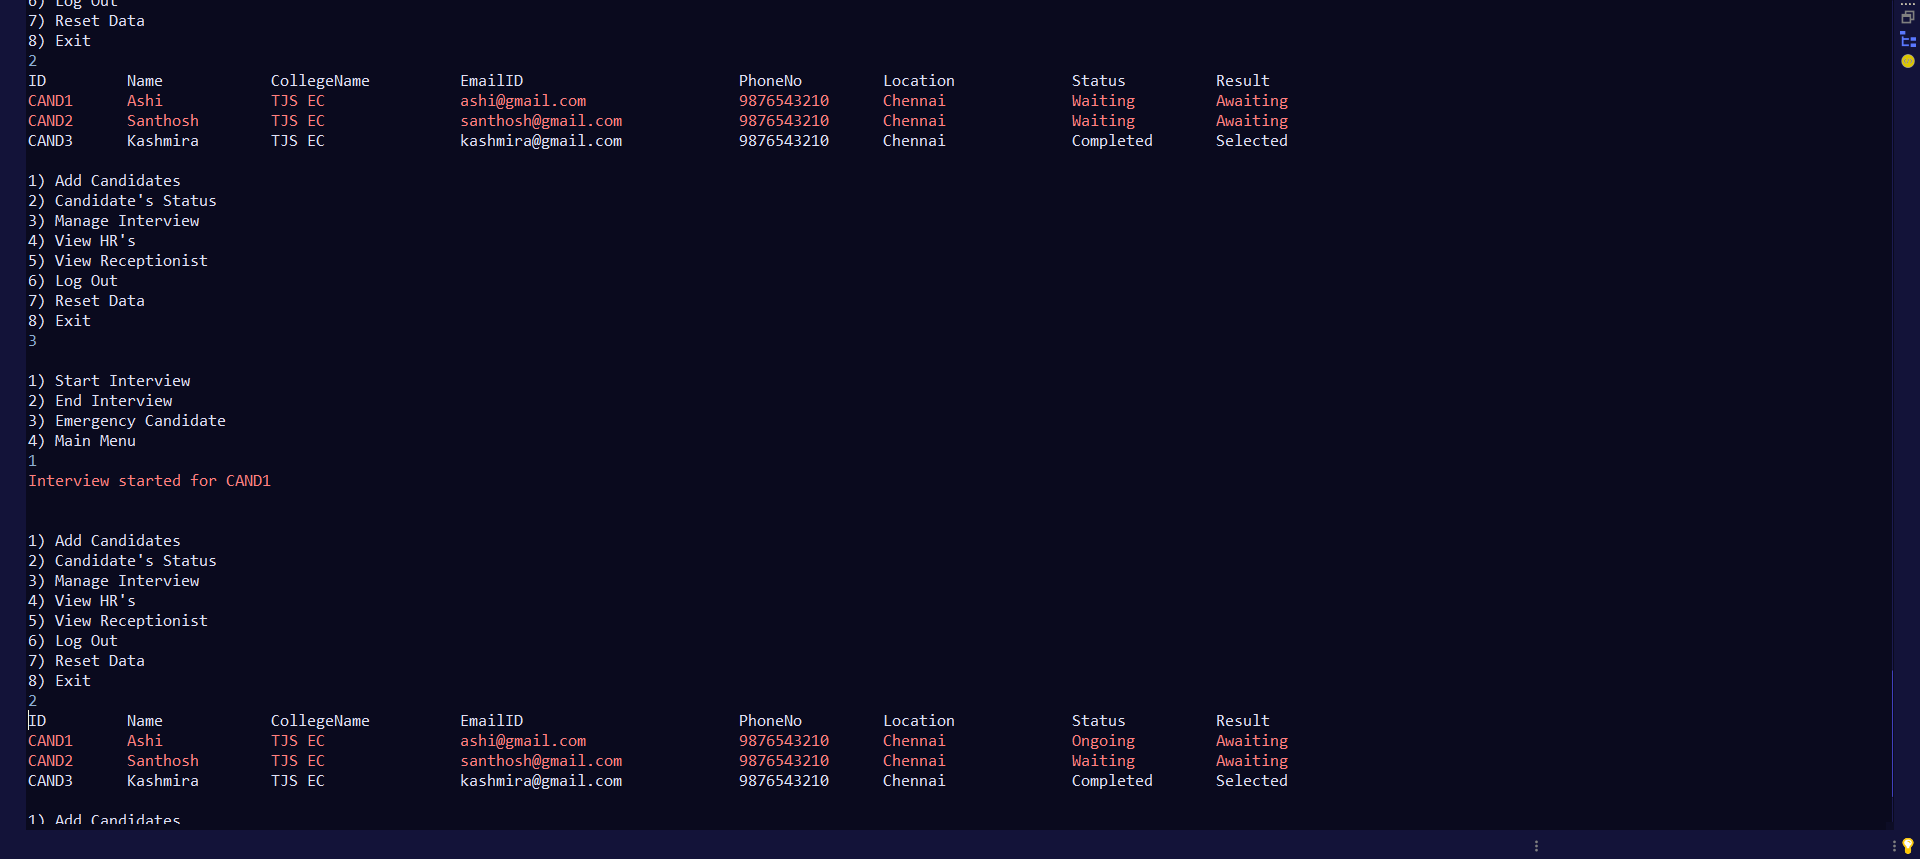 6) Log Out
7) Reset Data
8) Exit
2
ID Name CollegeName EmailID PhoneNo Location Status Result
CAND1 Ashi TJS EC ashi@gmail.com 9876543210 Chennai Waiting Awaiting
CAND2 Santhosh TJS EC santhosh@gmail.com 9876543210 Chennai Waiting Awaiting
CAND3 Kashmira TJS EC kashmira@gmail.com 9876543210 Chennai Completed Selected
1) Add Candidates
2) Candidate's Status
3) Manage Interview
4) View HR's
5) View Receptionist
6) Log Out
7) Reset Data
8) Exit
3
1) Start Interview
2) End Interview
3) Emergency Candidate
4) Main Menu
1
Interview started for CAND1
1) Add Candidates
2) Candidate's Status
3) Manage Interview
4) View HR's
5) View Receptionist
6) Log Out
7) Reset Data
8) Exit
2
ID Name CollegeName EmailID PhoneNo Location Status Result
CAND1 Ashi TJS EC ashi@gmail.com 9876543210 Chennai Ongoing Awaiting
CAND2 Santhosh TJS EC santhosh@gmail.com 9876543210 Chennai Waiting Awaiting
CAND3 Kashmira TJS EC kashmira@gmail.com 9876543210 Chennai Completed Selected
1) Add Candidates